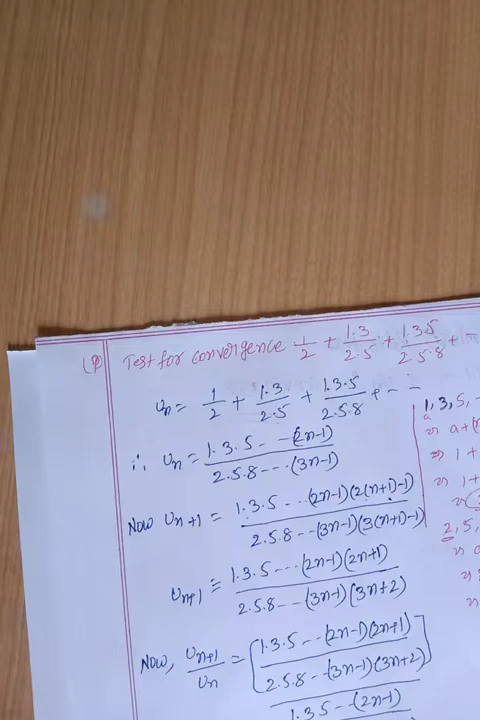 Test for convergence 1/2 + 1.3/2.5 + 1.3.5/2.5.8 + -
Un = 1/2 + 1.3/2.5 + 1.3.5/2.5.8 + - -
∴ Un = 1.3.5 - - (2n-1) / 2.5.8 - - - (3n-1)
Now Un+1 = 1.3.5 - - - (2n-1)(2(n+1)-1) / 2.5.8 - - (3n-1)(3(n+1)-1)
Un+1 = 1.3.5 - - - (2n-1)(2n+1) / 2.5.8 - - - (3n-1)(3n+2)
Now, Un+1/Un = [1.3.5 - - - (2n-1)(2n+1) / 2.5.8 - - - (3n-1)(3n+2)]
1.3.5 - - (2n-1)
1, 3, 5, -
a
⇒ a+(
⇒ 1+
⇒ 1+
2, 5,